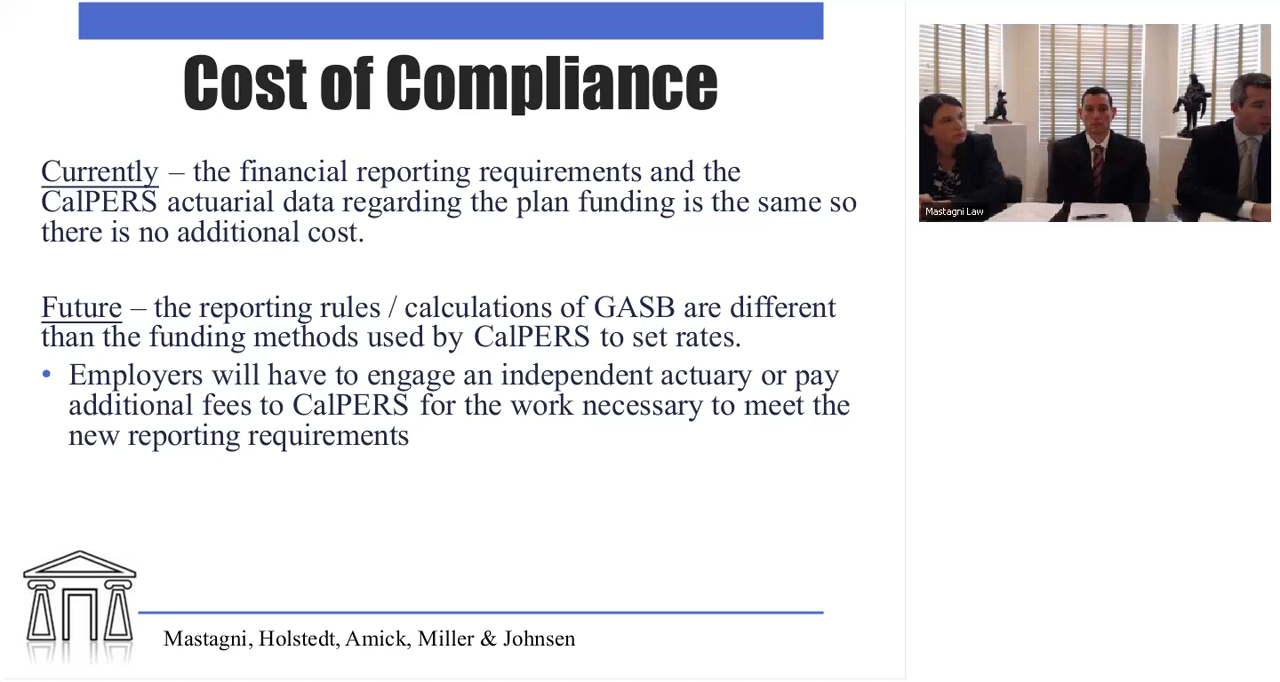 Cost of Compliance
Currently – the financial reporting requirements and the
CalPERS actuarial data regarding the plan funding is the same so
there is no additional cost.
Future – the reporting rules / calculations of GASB are different
than the funding methods used by CalPERS to set rates.
• Employers will have to engage an independent actuary or pay
additional fees to CalPERS for the work necessary to meet the
new reporting requirements
Mastagni, Holstedt, Amick, Miller & Johnsen
Mastagni Law